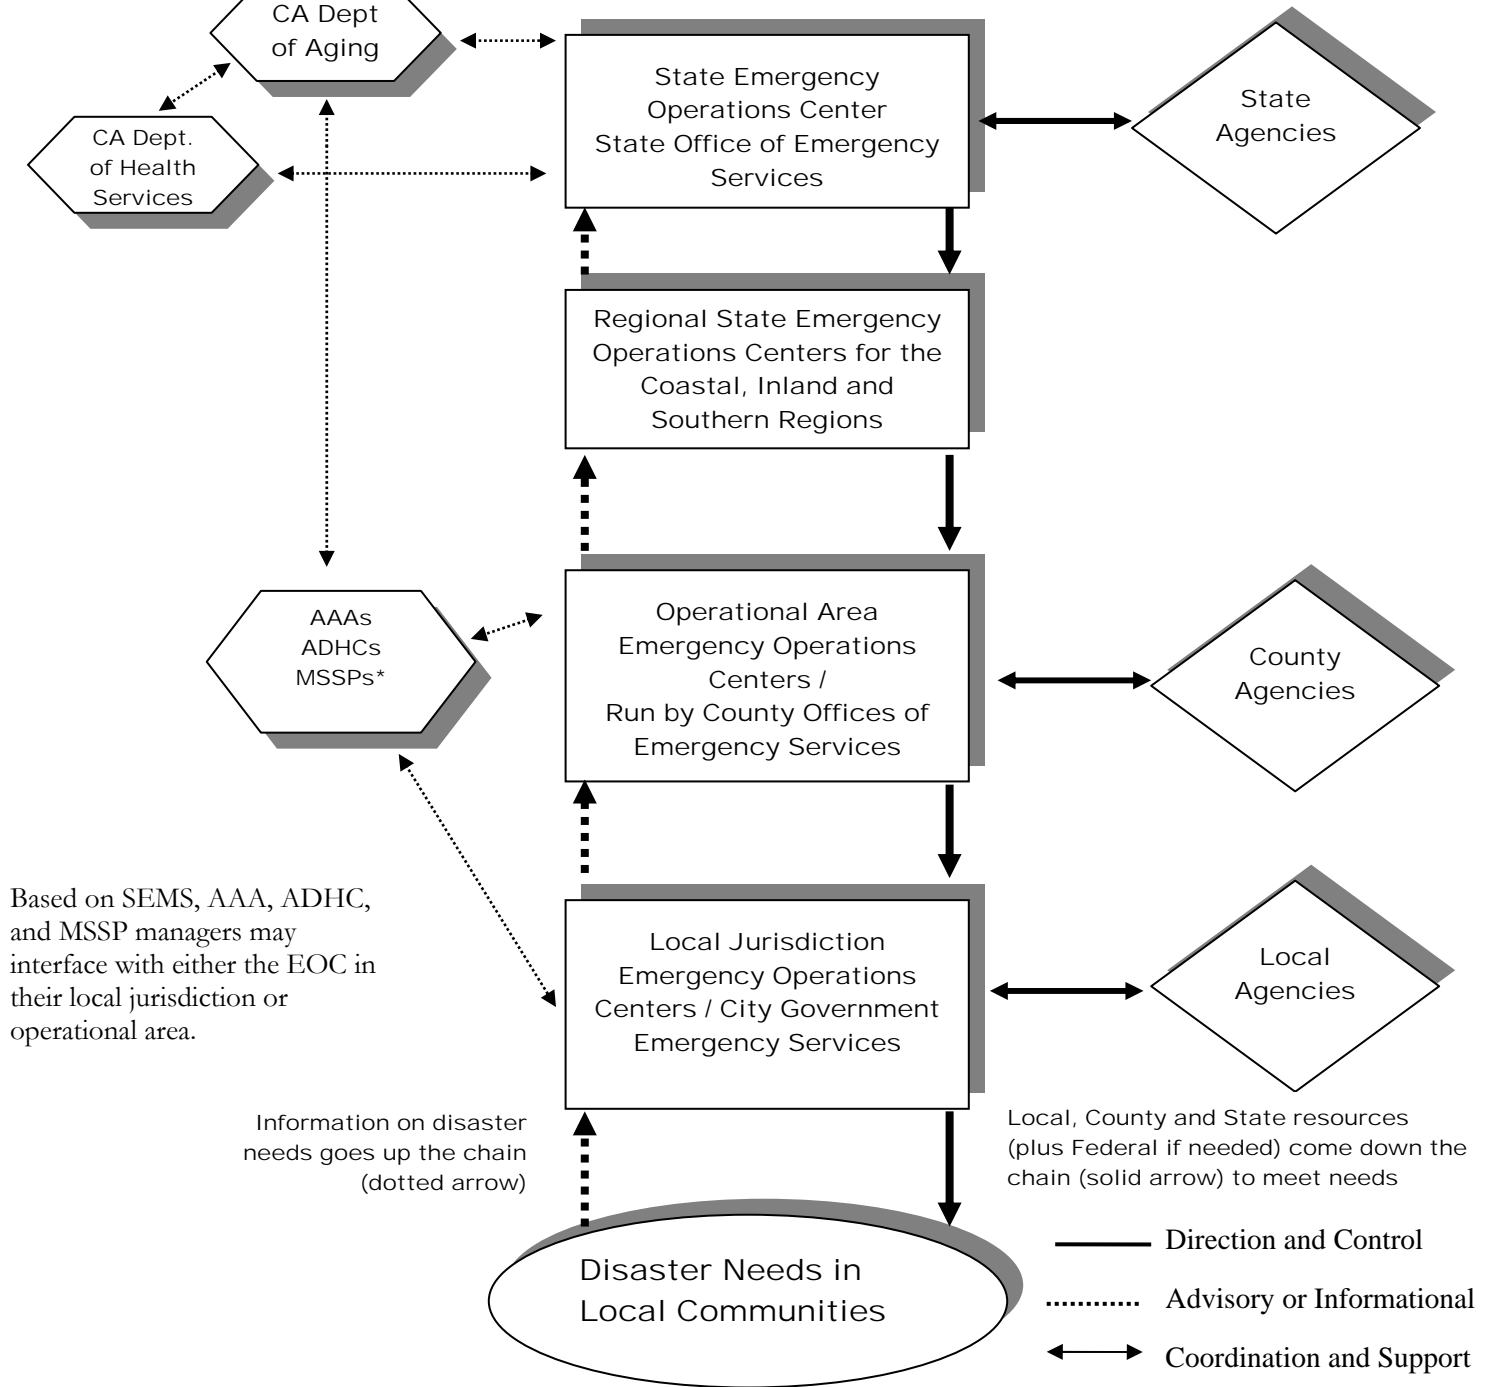 CA Dept
of Aging
State Emergency
Operations Center
State Office of Emergency
Services
State
Agencies
CA Dept.
of Health
Services
Regional State Emergency
Operations Centers for the
Coastal, Inland and
Southern Regions
AAAs
ADHCs
MSSPs*
Operational Area
Emergency Operations
Centers /
Run by County Offices of
Emergency Services
County
Agencies
Based on SEMS, AAA, ADHC,
and MSSP managers may
interface with either the EOC in
their local jurisdiction or
operational area.
Local Jurisdiction
Emergency Operations
Centers / City Government
Emergency Services
Local
Agencies
Information on disaster
needs goes up the chain
(dotted arrow)
Local, County and State resources
(plus Federal if needed) come down the
chain (solid arrow) to meet needs
Disaster Needs in
Local Communities
Direction and Control
Advisory or Informational
Coordination and Support